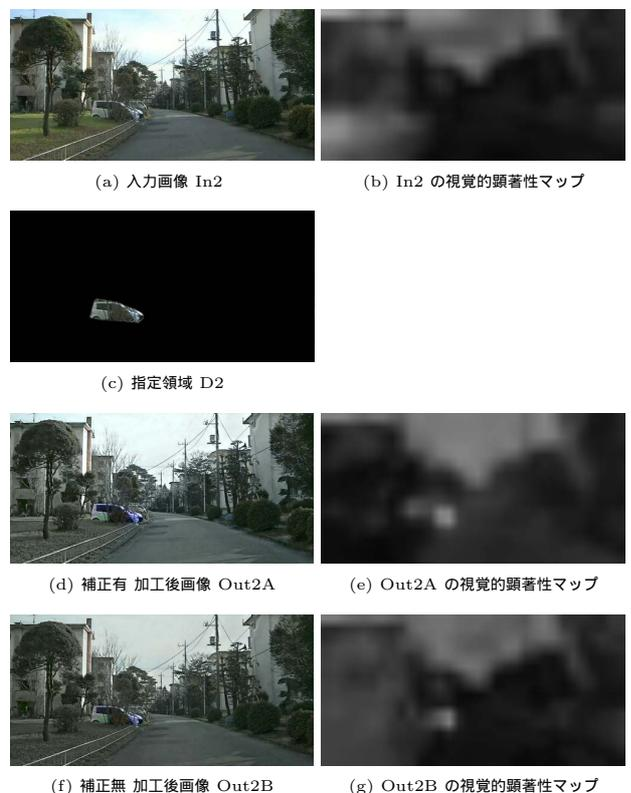 (a) 入力画像 In2
(b) In2 の視覚的顕著性マップ
(c) 指定領域 D2
(d) 補正有 加工後画像 Out2A
(e) Out2A の視覚的顕著性マップ
(f) 補正無 加工後画像 Out2B
(g) Out2B の視覚的顕著性マップ